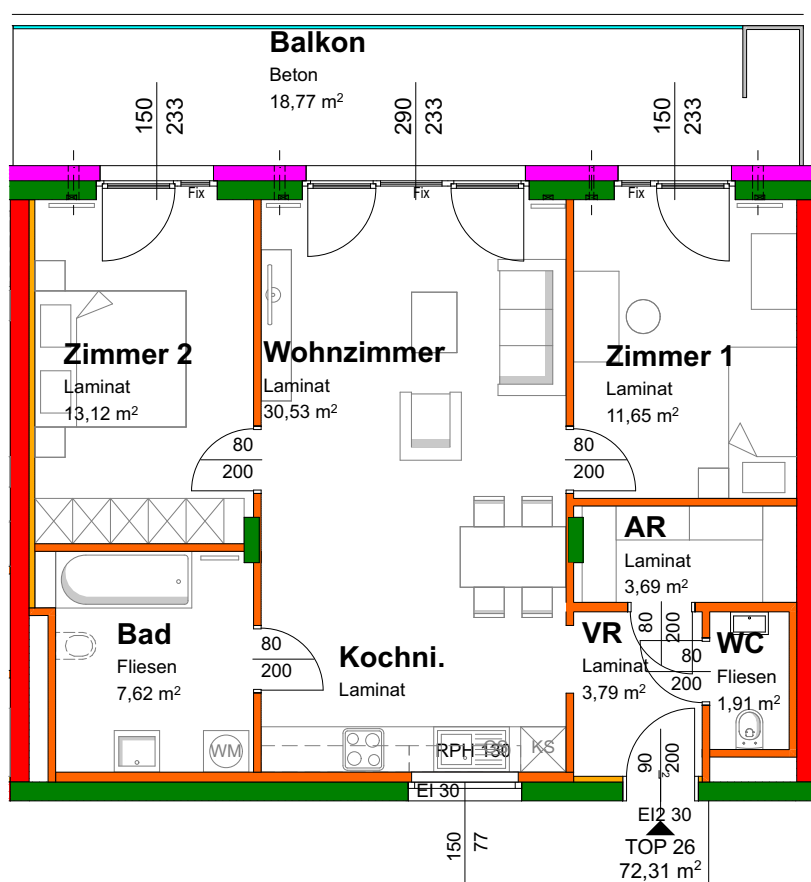 Balkon
Beton
18,77 m²
150
233
290
233
150
233
Fix
Fix
Fix
Zimmer 2
Laminat
13,12 m²
Wohnzimmer
Laminat
30,53 m²
Zimmer 1
Laminat
11,65 m²
80
200
80
200
AR
Laminat
3,69 m²
Bad
Fliesen
7,62 m²
80
200
Kochni.
Laminat
VR
Laminat
3,79 m²
80
200
80
200
WC
Fliesen
1,91 m²
WM
RPH 130
GS
KS
EI 30
90
200
EI2 30
TOP 26
72,31 m²
150
77